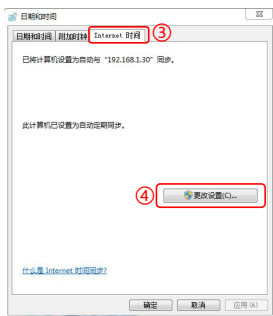 日期和时间
日期和时间 附加时钟 Internet 时间 ③
已将计算机设置为自动与 "192.168.1.30" 同步。
此计算机已设置为自动定期同步。
④ 更改设置(C)...
什么是 Internet 时间同步?
确定 取消 应用(A)